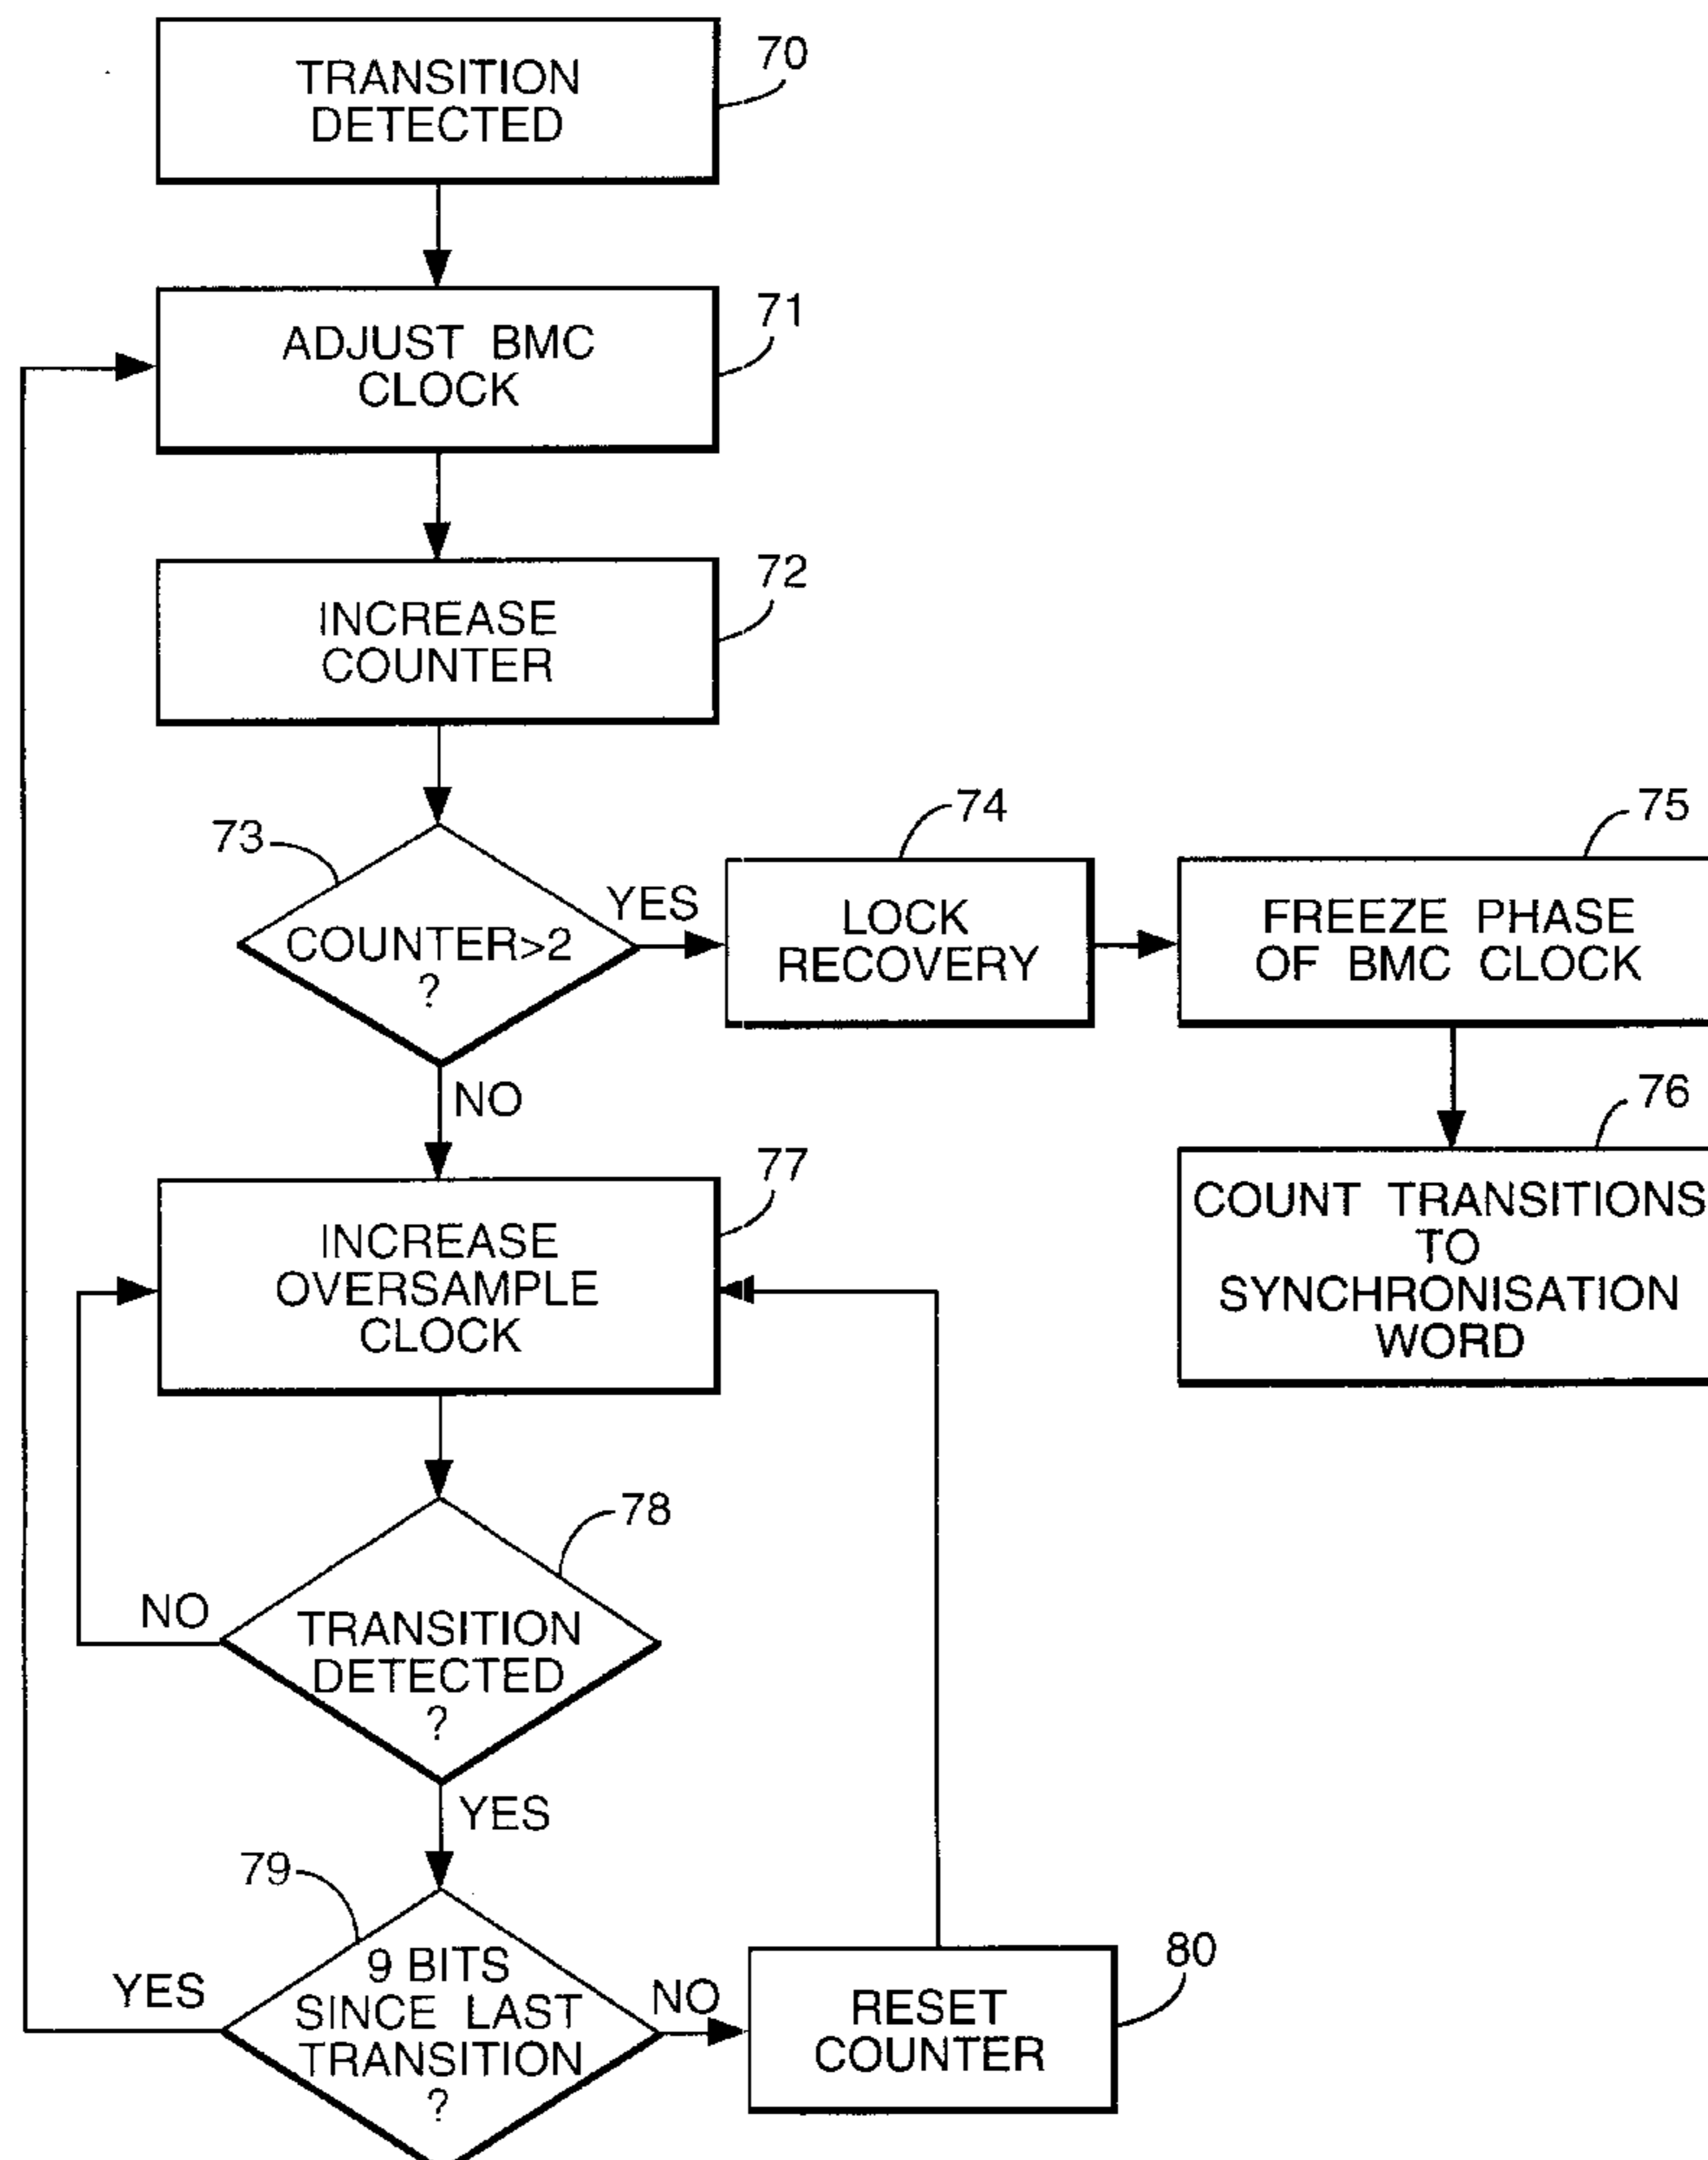 TRANSITION
DETECTED
70
ADJUST BMC
CLOCK
71
INCREASE
COUNTER
72
73
COUNTER>2
?
YES
NO
LOCK
RECOVERY
74
FREEZE PHASE
OF BMC CLOCK
75
COUNT TRANSITIONS
TO
SYNCHRONISATION
WORD
76
INCREASE
OVERSAMPLE
CLOCK
77
TRANSITION
DETECTED
?
78
NO
YES
79
9 BITS
SINCE LAST
TRANSITION
?
YES
NO
RESET
COUNTER
80